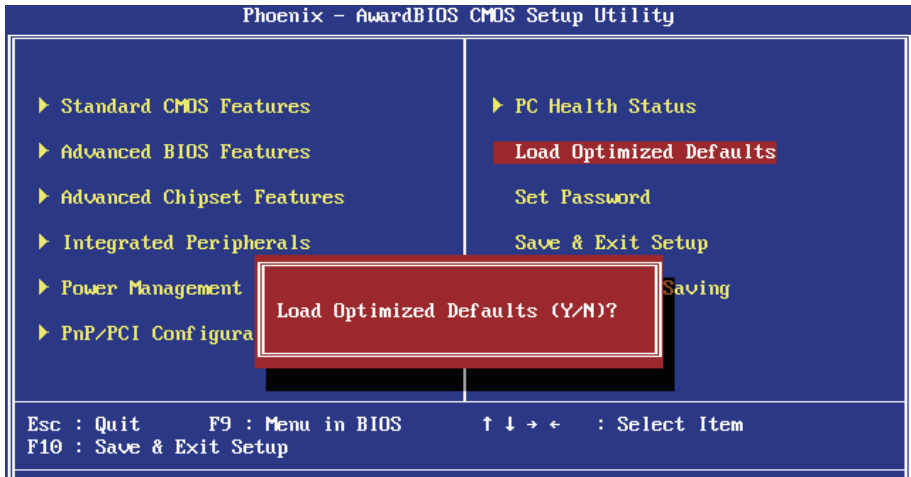 Phoenix - AwardBIOS CMOS Setup Utility
Standard CMOS Features
Advanced BIOS Features
Advanced Chipset Features
Integrated Peripherals
Power Management
PnP/PCI Configura
PC Health Status
Load Optimized Defaults
Set Password
Save & Exit Setup
Saving
Load Optimized Defaults (Y/N)?
Esc : Quit F9 : Menu in BIOS ↑ ↓ → ← : Select Item
F10 : Save & Exit Setup